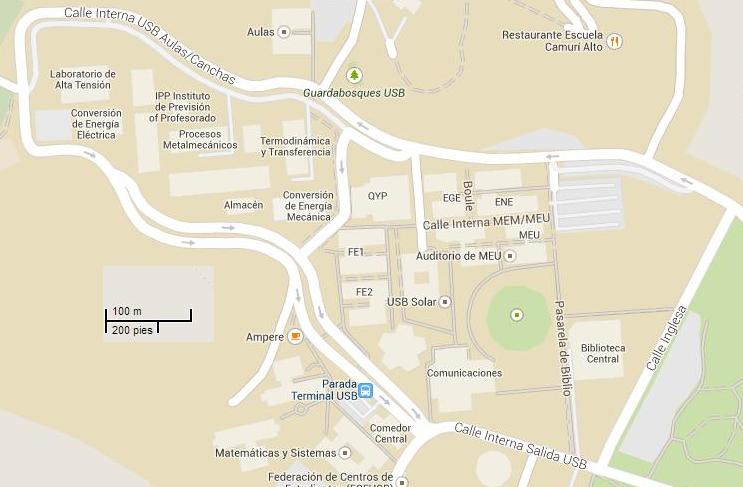 Calle Interna USB Aulas/Canchas
Aulas
Restaurante Escuela
Camurí Alto
Guardabosques USB
Laboratorio de
Alta Tensión
IPP Instituto
de Previsión
of Profesorado
Conversión
de Energía
Eléctrica
Procesos
Metalmecánicos
Termodinámica
y Transferencia
Almacén
Conversión
de Energía
Mecánica
QYP
EGE
Boule
ENE
Calle Interna MEM/MEU
MEU
FE1
Auditorio de MEU
FE2
USB Solar
100 m
200 pies
Ampere
Pasarela de Biblio
Biblioteca
Central
Calle Inglesa
Comunicaciones
Parada
Terminal USB
Comedor
Central
Calle Interna Salida USB
Matemáticas y Sistemas
Federación de Centros de